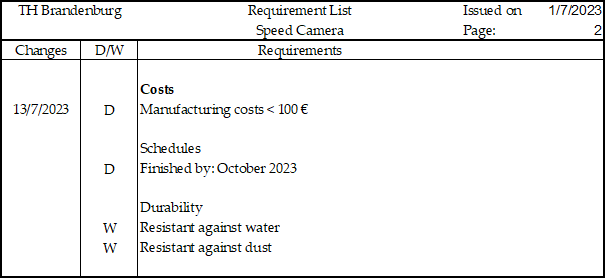 TH Brandenburg Requirement List Issued on 1/7/2023
Speed Camera Page: 2
Changes D/W Requirements
Costs
13/7/2023 D Manufacturing costs < 100 €
Schedules
D Finished by: October 2023
Durability
W Resistant against water
W Resistant against dust